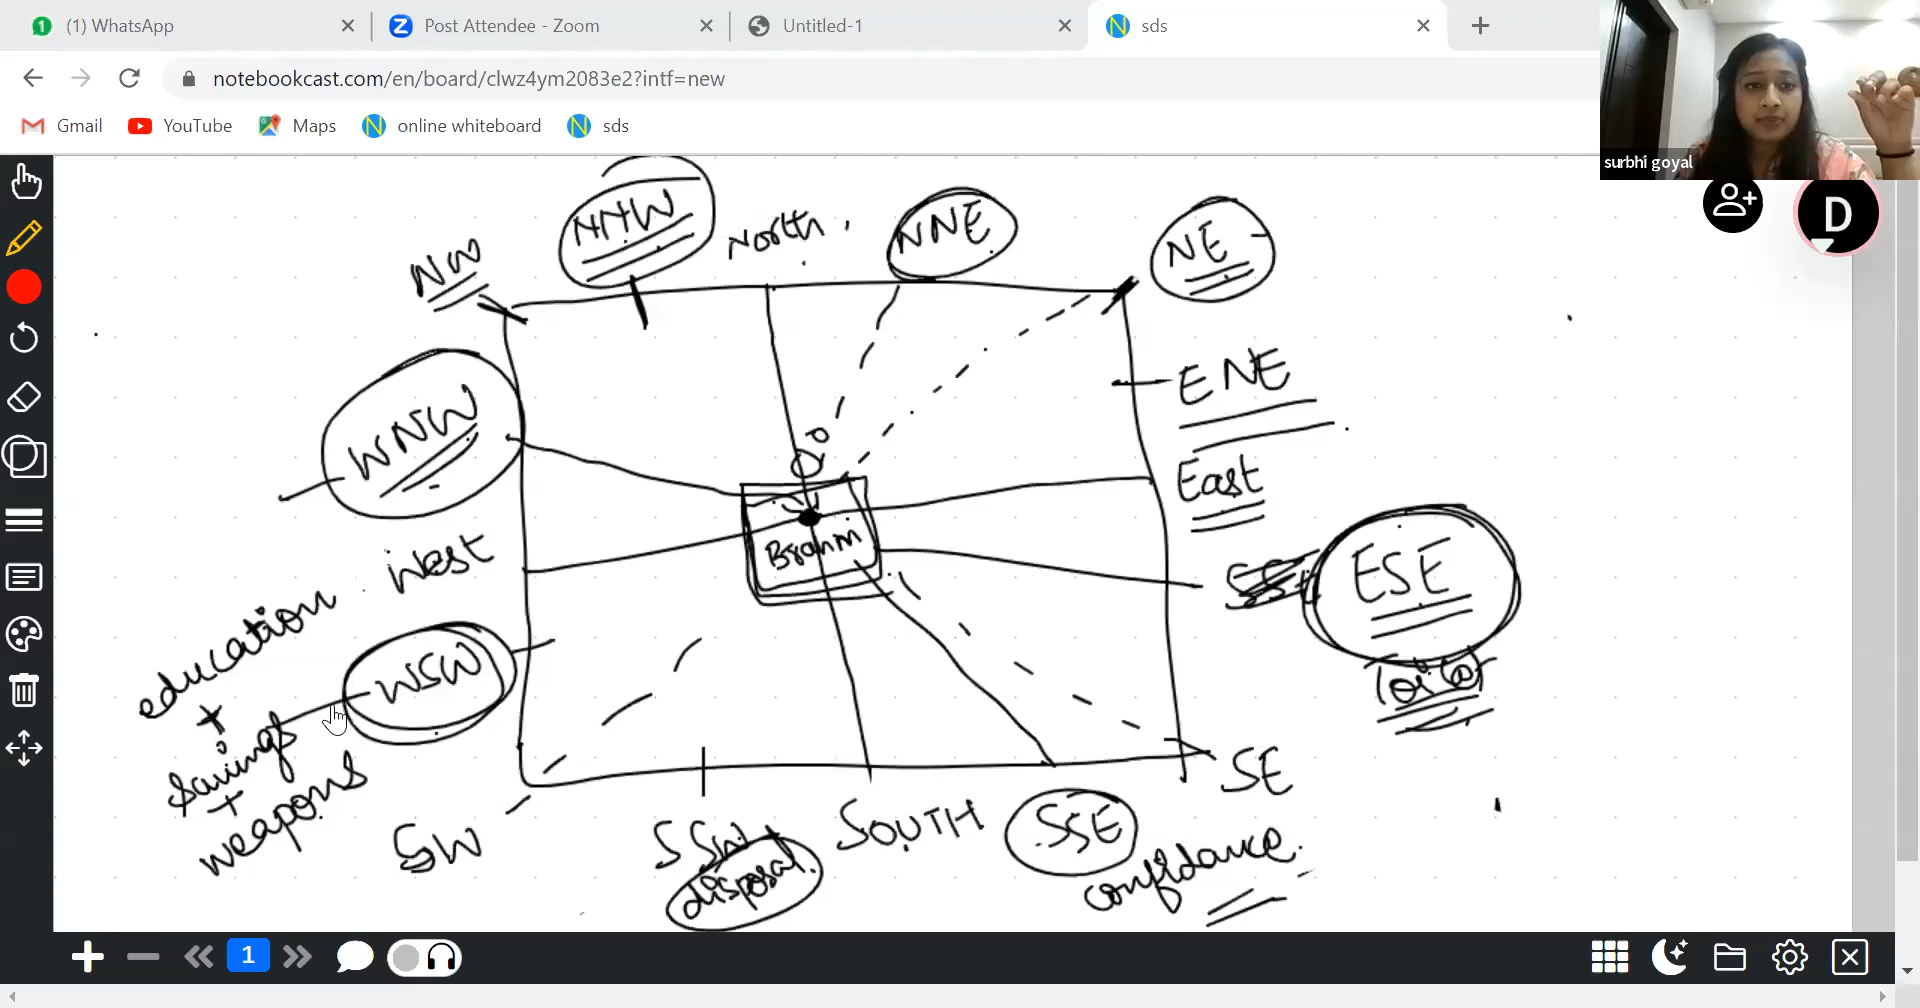 (1) WhatsApp
Post Attendee - Zoom
Untitled-1
sds
notebookcast.com/en/board/clwz4ym2083e2?intf=new
Gmail
YouTube
Maps
online whiteboard
sds
surbhi goyal
D
NW
NNW
North
NNE
NE
WNW
ENE
East
West
Brahm
ESE
education
+
savings
+
weapons
WSW
SW
SSW
disposal
SOUTH
SSE
confidance
SE
1